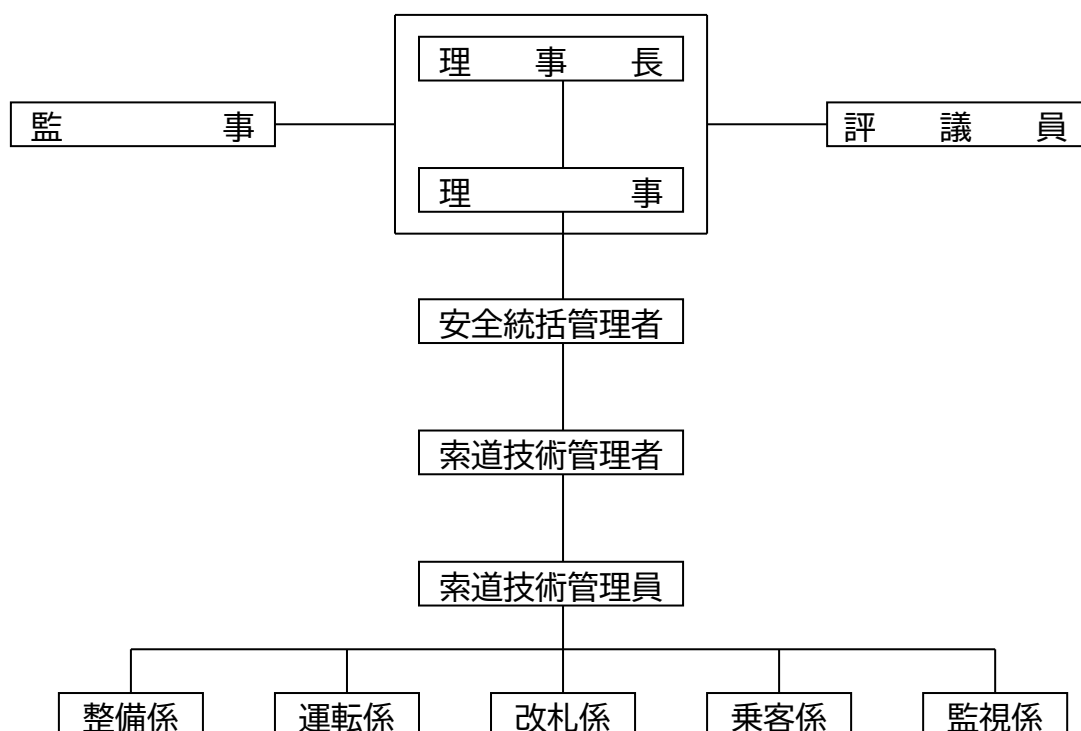 理事長
監事
評議員
理事
安全統括管理者
索道技術管理者
索道技術管理員
整備係
運転係
改札係
乗客係
監視係